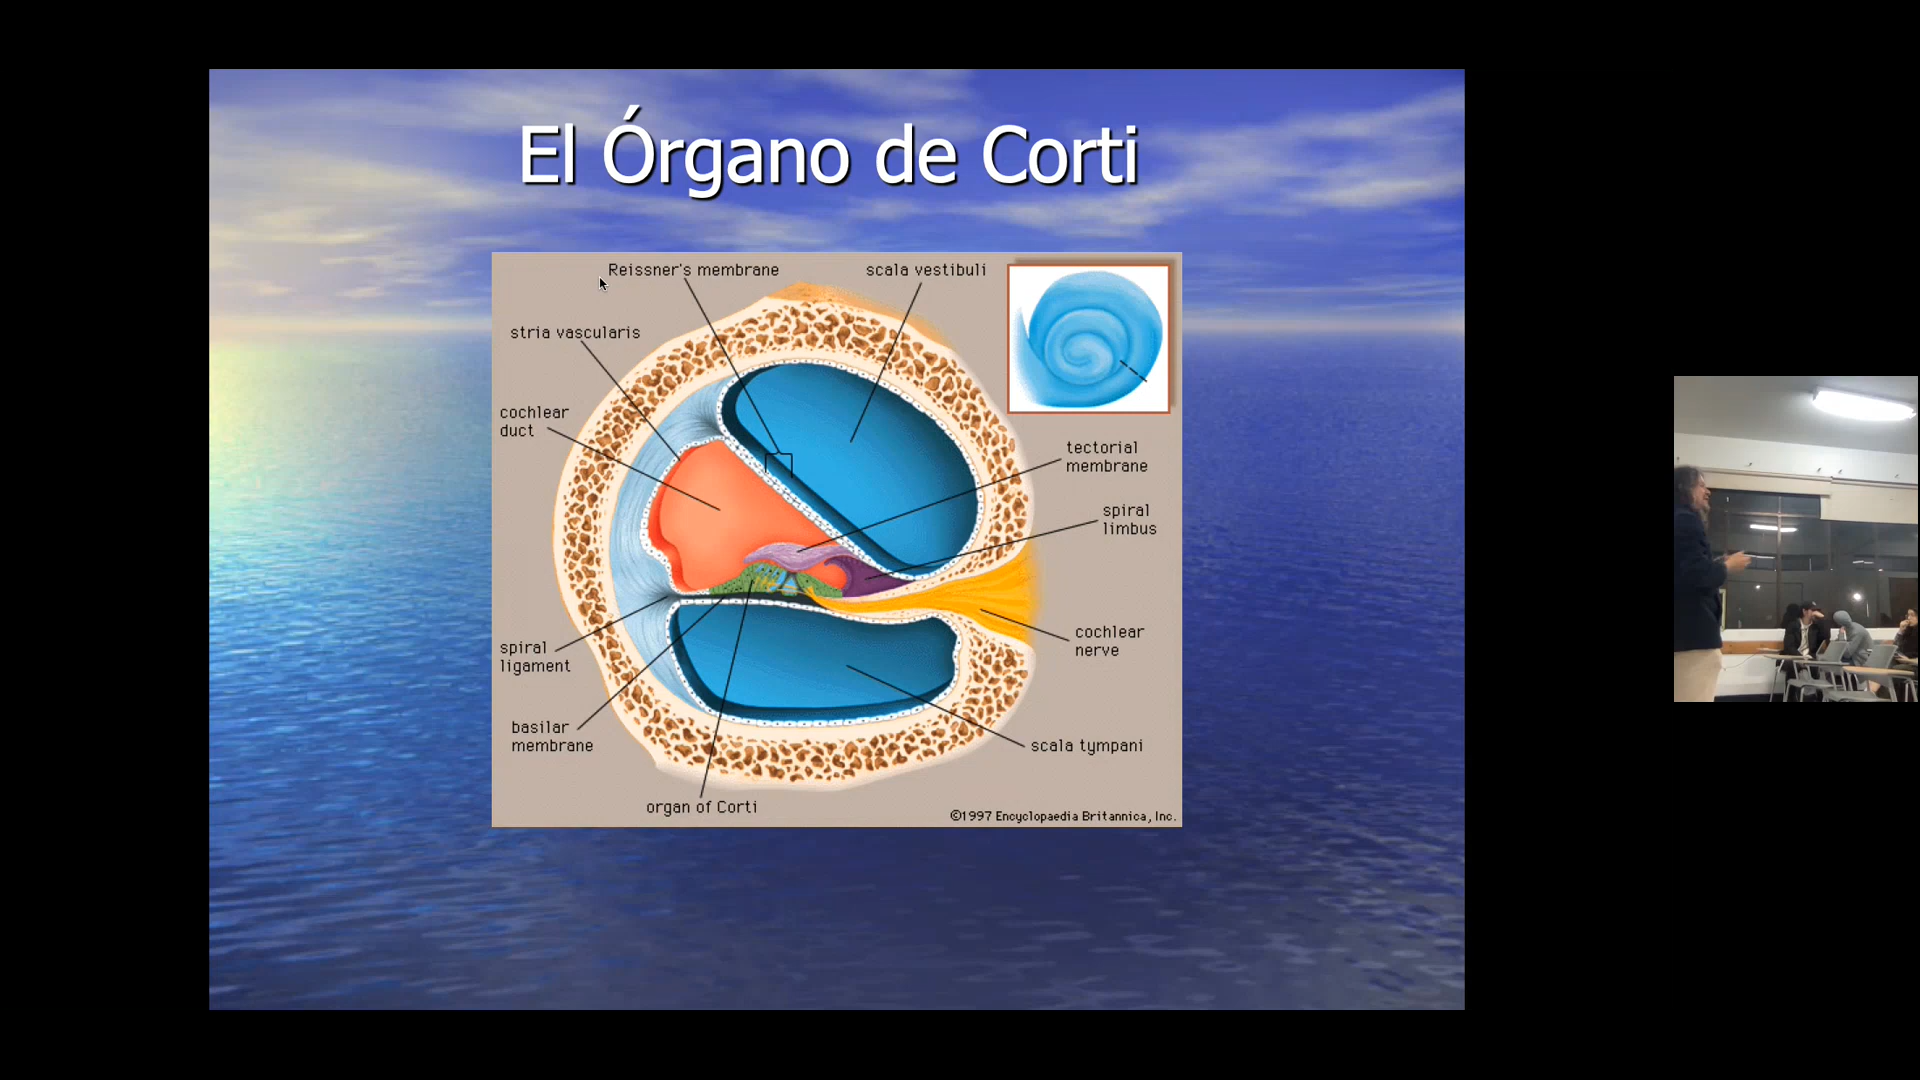 El Órgano de Corti
Reissner's membrane
scala vestibuli
stria vascularis
cochlear
duct
tectorial
membrane
spiral
limbus
cochlear
nerve
spiral
ligament
basilar
membrane
scala tympani
organ of Corti
©1997 Encyclopaedia Britannica, Inc.